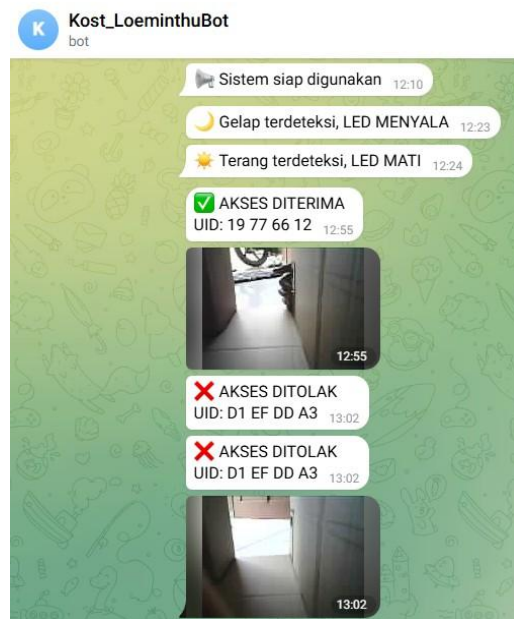 K
Kost_LoeminthuBot
bot
Sistem siap digunakan 12:10
Gelap terdeteksi, LED MENYALA 12:23
Terang terdeteksi, LED MATI 12:24
AKSES DITERIMA
UID: 19 77 66 12 12:55
12:55
AKSES DITOLAK
UID: D1 EF DD A3 13:02
AKSES DITOLAK
UID: D1 EF DD A3 13:02
13:02